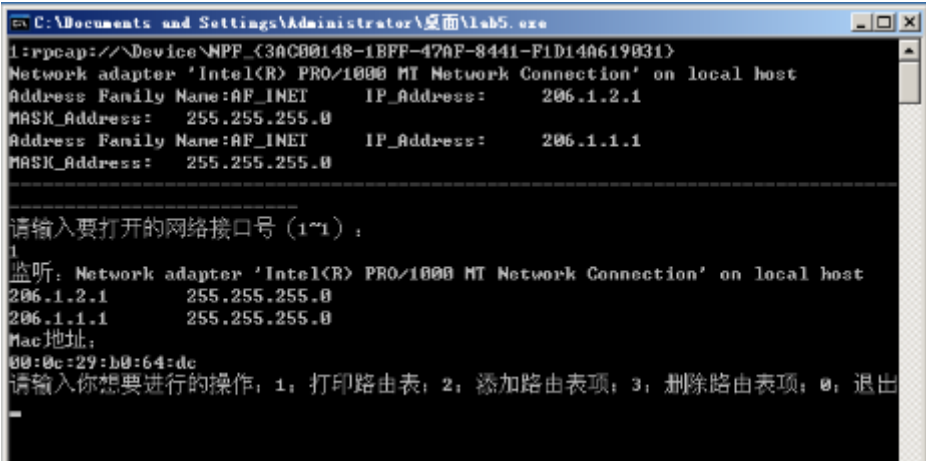 C:\Documents and Settings\Administrator\桌面\lab5.exe
1:rpcap://\Device\NPF_{3AC00148-1BFF-47AF-8441-F1D14A619031}
Network adapter 'Intel(R) PRO/1000 MT Network Connection' on local host
Address Family Name:AF_INET IP_Address: 206.1.2.1
MASK_Address: 255.255.255.0
Address Family Name:AF_INET IP_Address: 206.1.1.1
MASK_Address: 255.255.255.0
请输入要打开的网络接口号（1~1）：
1
监听：Network adapter 'Intel(R) PRO/1000 MT Network Connection' on local host
206.1.2.1 255.255.255.0
206.1.1.1 255.255.255.0
Mac地址：
00:0c:29:b0:64:dc
请输入你想要进行的操作：1：打印路由表；2：添加路由表项；3：删除路由表项；0：退出